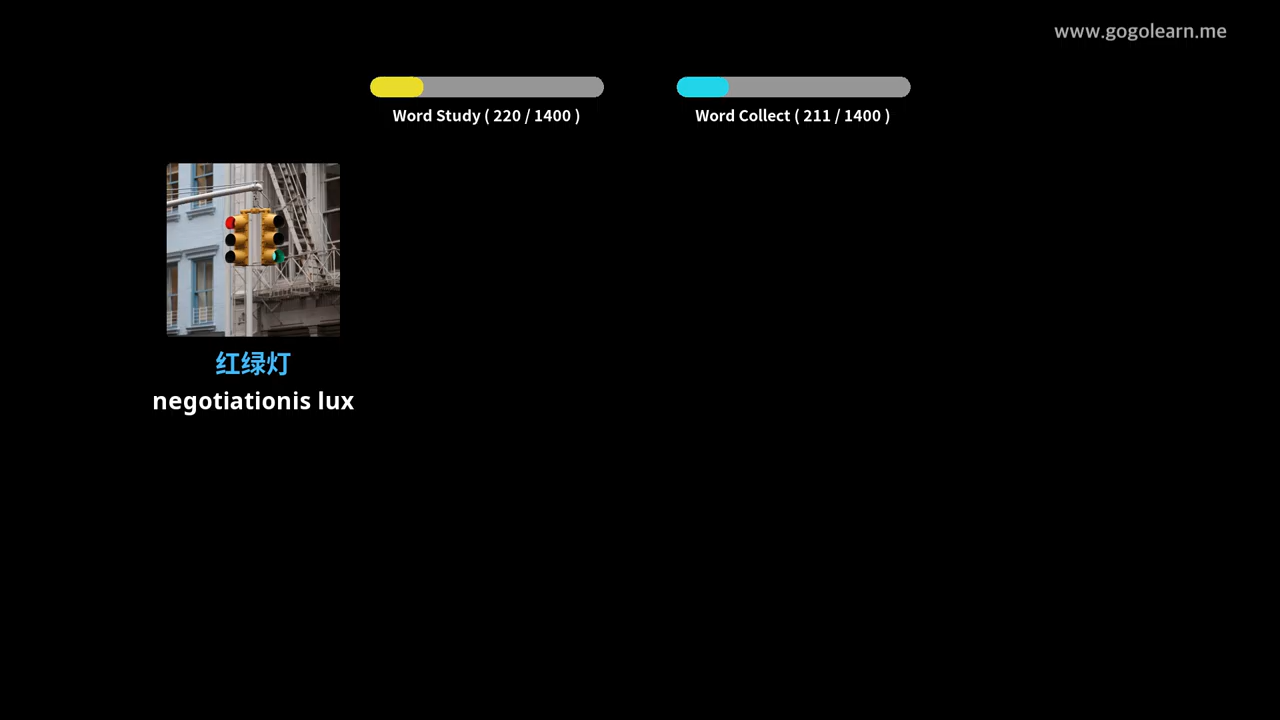 www.gogolearn.me
Word Study ( 220 / 1400 )
Word Collect ( 211 / 1400 )
红绿灯
negotiationis lux